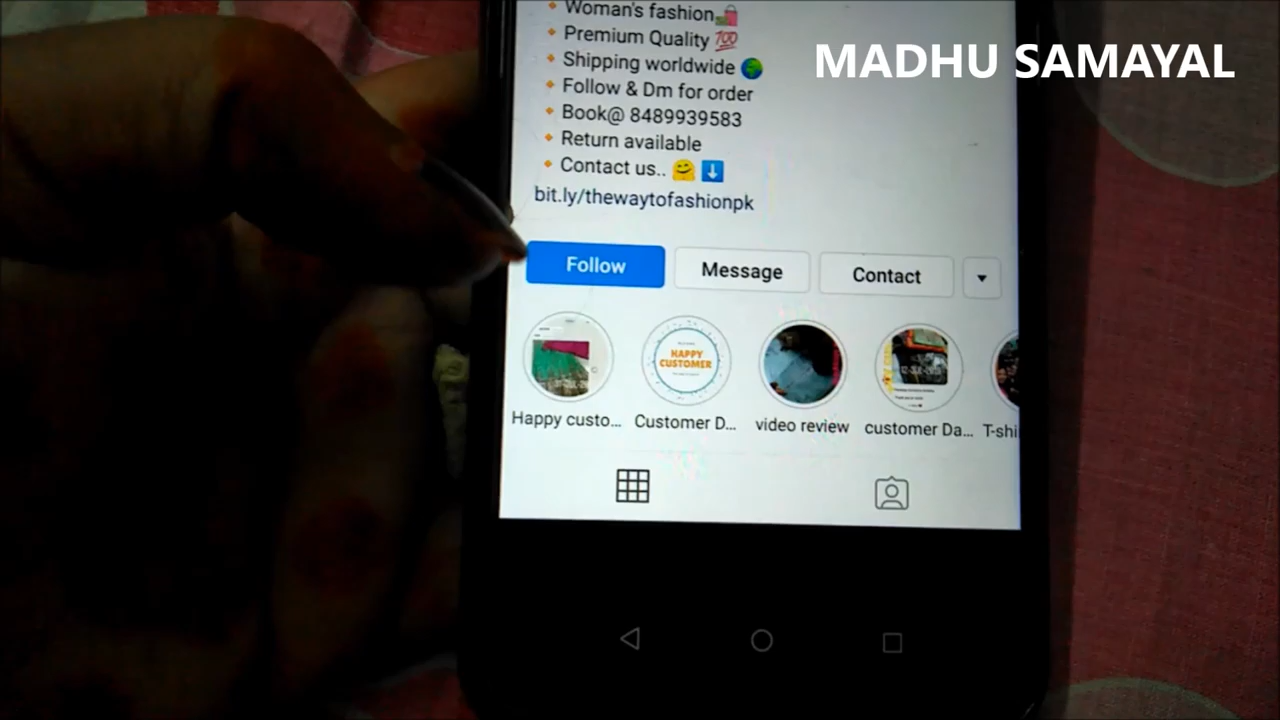 Woman's fashion🛍️
MADHU SAMAYAL
🔸 Premium Quality 💯
🔸 Shipping worldwide 🌍
🔸 Follow & Dm for order
🔸 Book@ 8489939583
🔸 Return available
🔸 Contact us.. 🤗 ⬇️
bit.ly/thewaytofashionpk
Follow
Message
Contact
HAPPY
CUSTOMER
Happy custo...
Customer D...
video review
customer Da...
T-shi